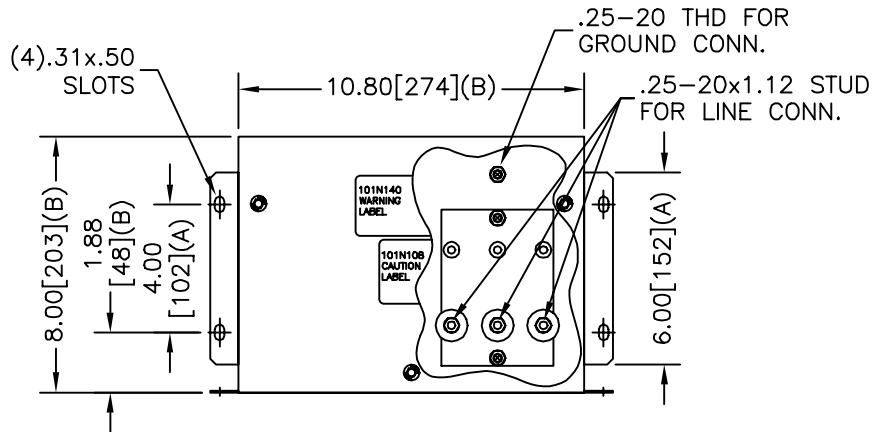 .25-20 THD FOR
GROUND CONN.
(4).31x.50
SLOTS
10.80[274](B)
.25-20x1.12 STUD
FOR LINE CONN.
101N140
WARNING
LABEL
101N108
CAUTION
LABEL
8.00[203](B)
1.88
[48](B)
4.00
[102](A)
6.00[152](A)